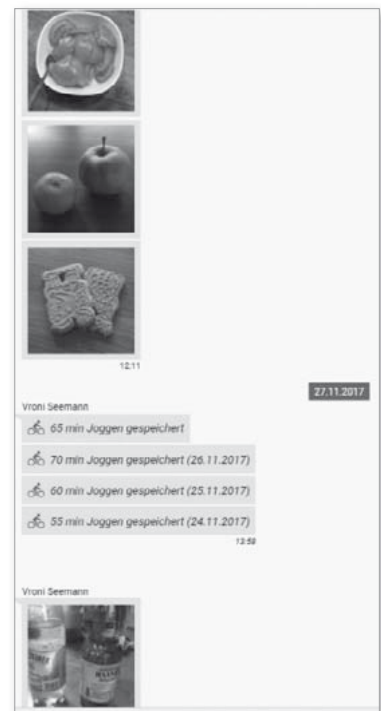 12:11
27.11.2017
Vroni Seemann
65 min Joggen gespeichert
70 min Joggen gespeichert (26.11.2017)
60 min Joggen gespeichert (25.11.2017)
55 min Joggen gespeichert (24.11.2017)
13:58
Vroni Seemann